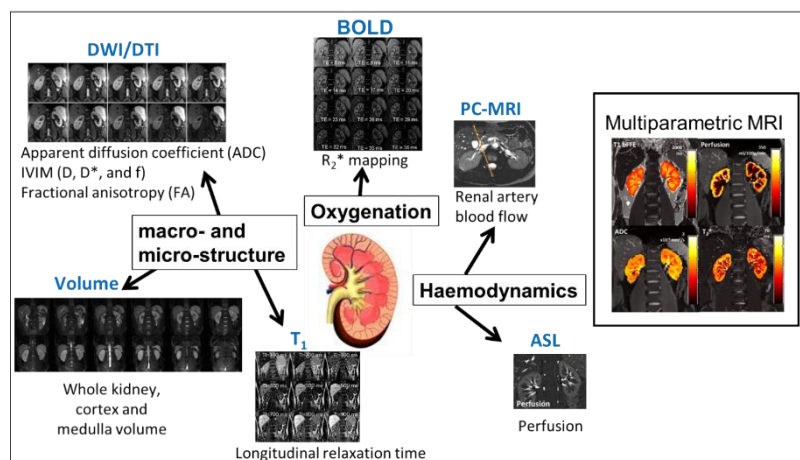 DWI/DTI
Apparent diffusion coefficient (ADC)
IVIM (D, D*, and f)
Fractional anisotropy (FA)
BOLD
R₂* mapping
PC-MRI
Renal artery
blood flow
Multiparametric MRI
Perfusion
ADC
T₂*
macro- and
micro-structure
Oxygenation
Haemodynamics
Volume
Whole kidney,
cortex and
medulla volume
T₁
Longitudinal relaxation time
ASL
Perfusion
Perfusion